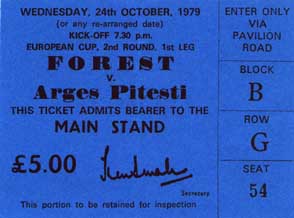 WEDNESDAY, 24th OCTOBER, 1979
(or any re-arranged date)
KICK-OFF 7.30 p.m.
EUROPEAN CUP, 2nd ROUND, 1st LEG
FOREST
v.
Arges Pitesti
THIS TICKET ADMITS BEARER TO THE
MAIN STAND
£5.00
Secretary
This portion to be retained for inspection
ENTER ONLY
VIA
PAVILION
ROAD
BLOCK
B
ROW
G
SEAT
54